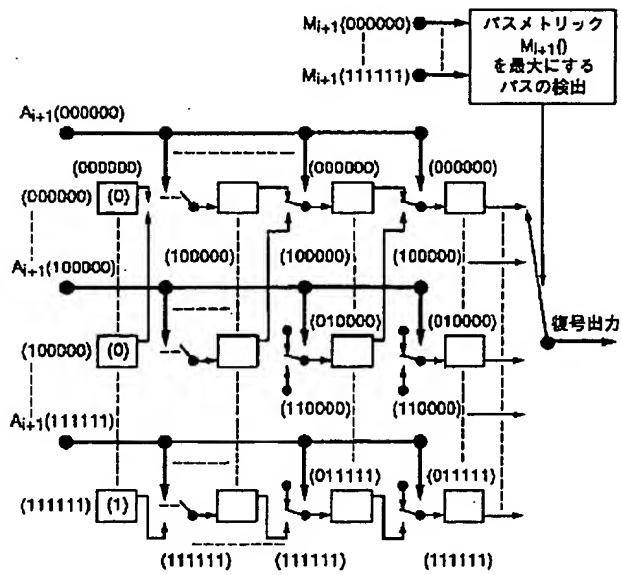 Mi+1(000000)
Mi+1(111111)
パスメトリック
Mi+1()
を最大にする
パスの検出
Ai+1(000000)
(000000) (000000) (000000)
(000000) (0)
(100000) (100000) (100000)
Ai+1(100000)
(010000) (010000)
復号出力
(100000) (0)
(110000) (110000)
Ai+1(111111)
(011111) (011111)
(111111) (1)
(111111) (111111) (111111)